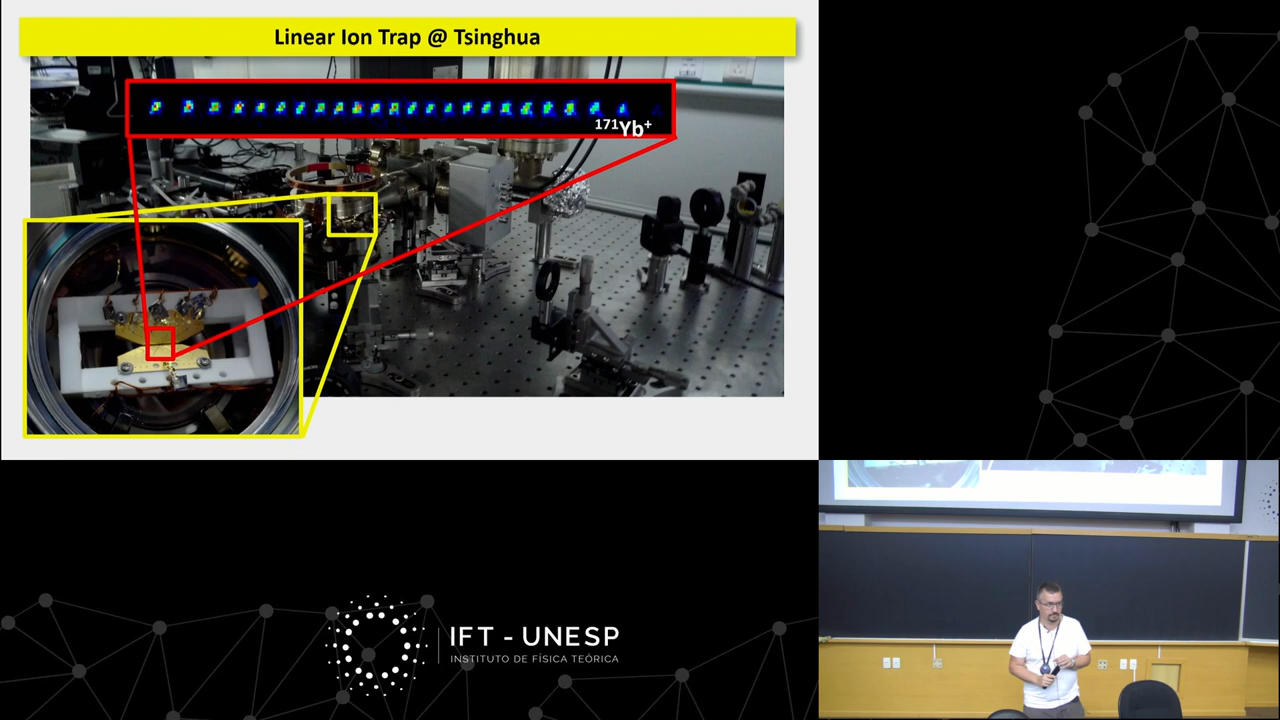 Linear Ion Trap @ Tsinghua
¹⁷¹Yb⁺
IFT - UNESP
INSTITUTO DE FÍSICA TEÓRICA